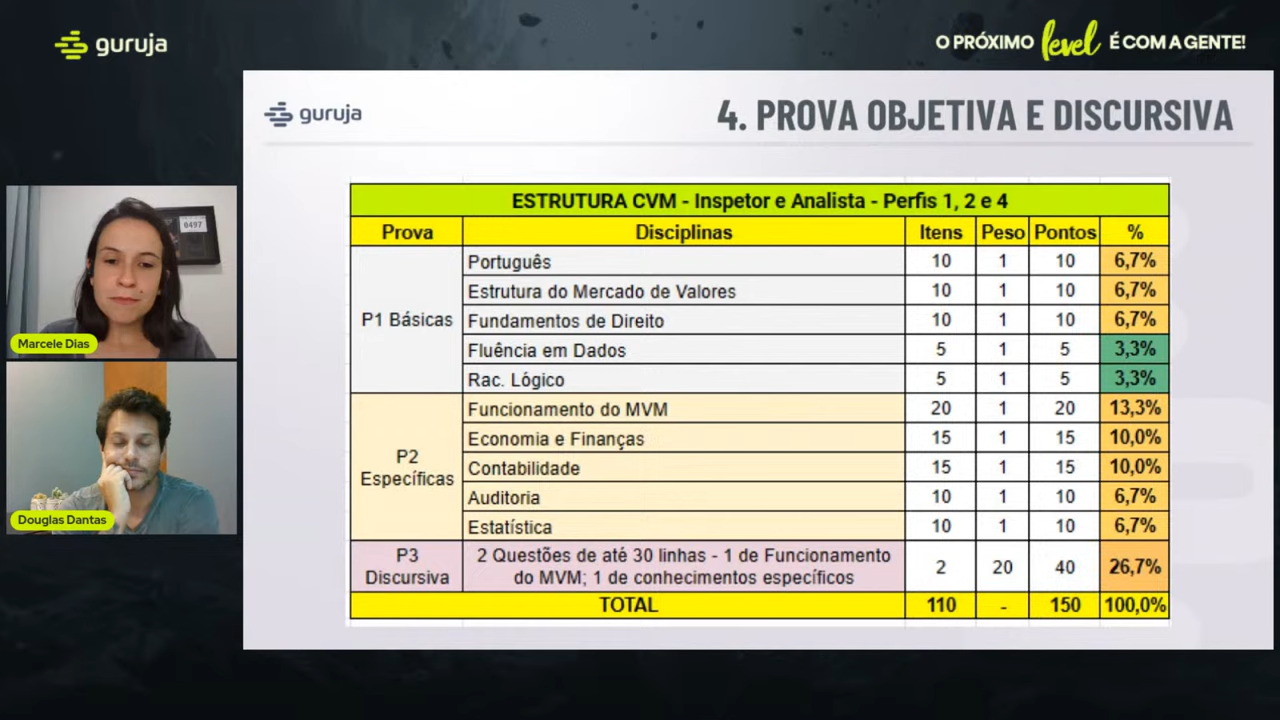 guruja
O PRÓXIMO level É COM A GENTE!
guruja
4. PROVA OBJETIVA E DISCURSIVA
ESTRUTURA CVM - Inspetor e Analista - Perfis 1, 2 e 4
Prova Disciplinas Itens Peso Pontos %
P1 Básicas
Português 10 1 10 6,7%
Estrutura do Mercado de Valores 10 1 10 6,7%
Fundamentos de Direito 10 1 10 6,7%
Fluência em Dados 5 1 5 3,3%
Rac. Lógico 5 1 5 3,3%
P2
Específicas
Funcionamento do MVM 20 1 20 13,3%
Economia e Finanças 15 1 15 10,0%
Contabilidade 15 1 15 10,0%
Auditoria 10 1 10 6,7%
Estatística 10 1 10 6,7%
P3
Discursiva
2 Questões de até 30 linhas - 1 de Funcionamento
do MVM; 1 de conhecimentos específicos
2 20 40 26,7%
TOTAL 110 - 150 100,0%
0497
Marcele Dias
Douglas Dantas